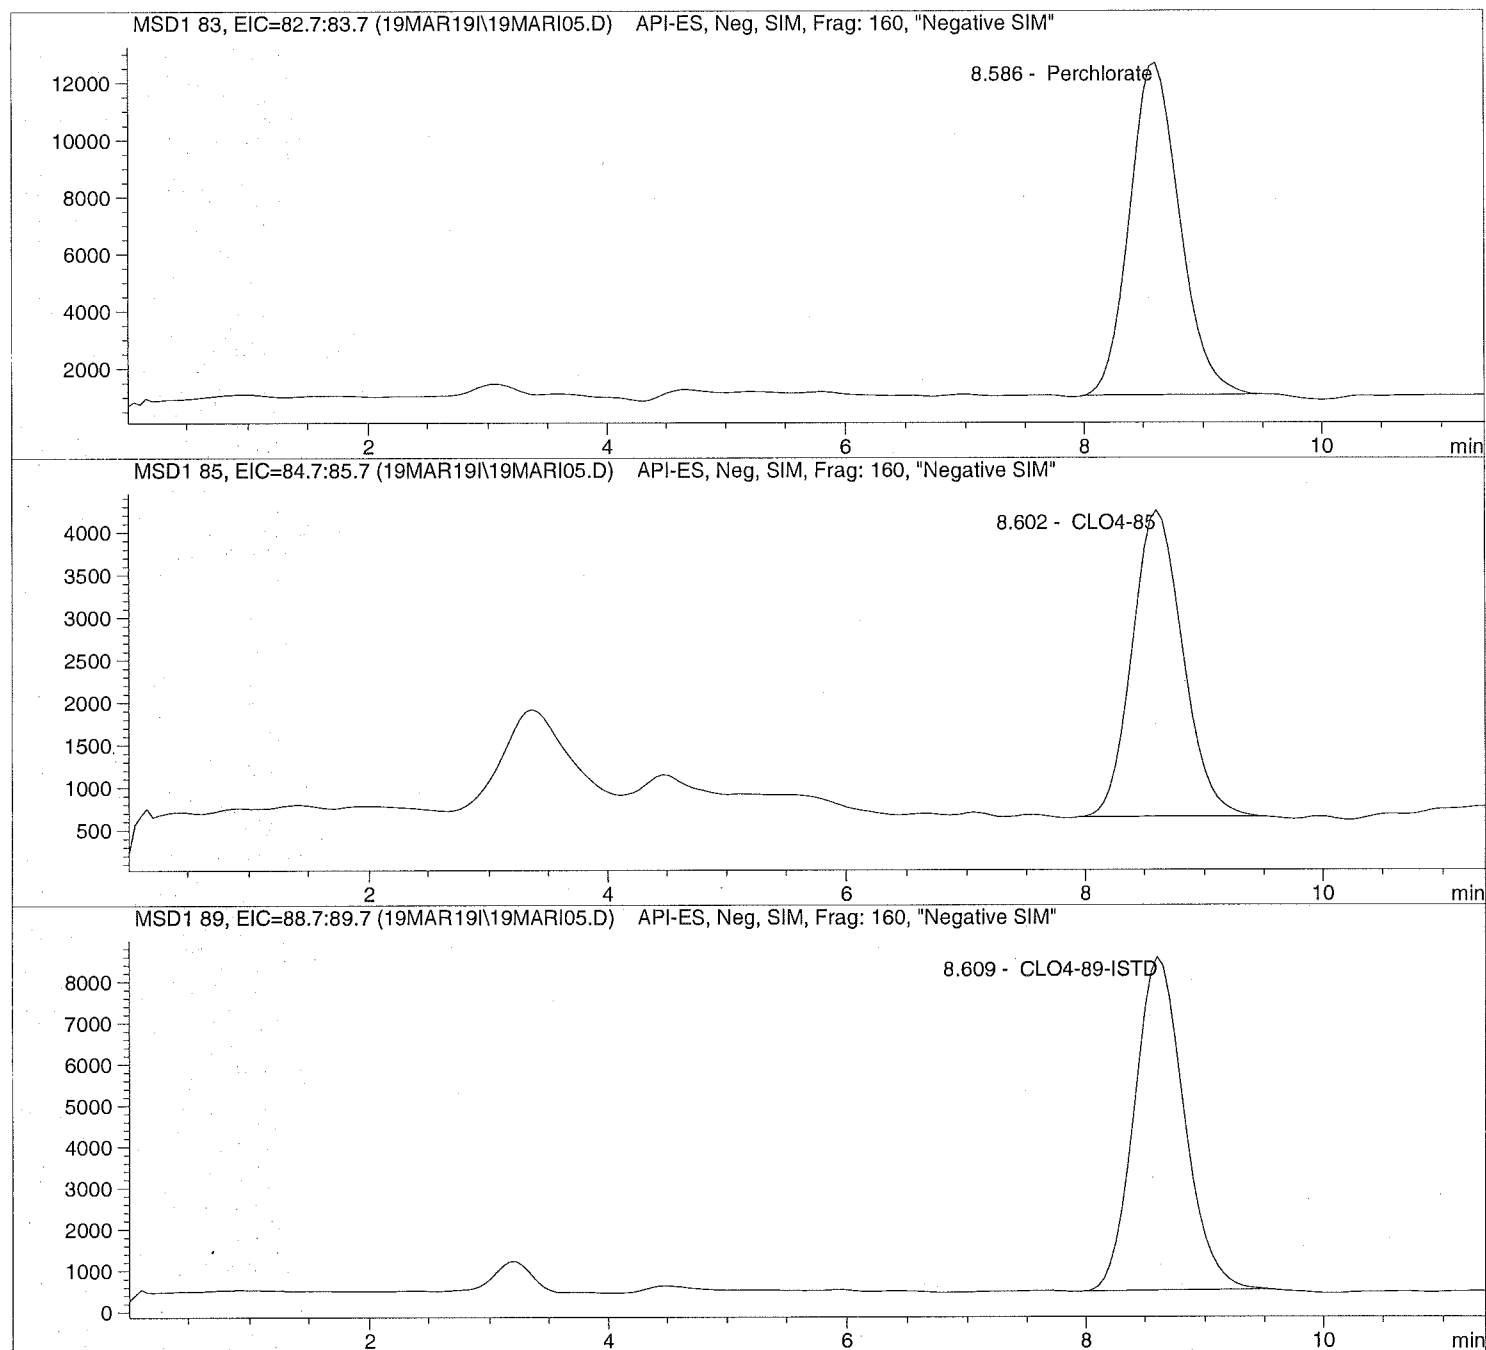 MSD1 83, EIC=82.7:83.7 (19MAR19I\19MARI05.D) API-ES, Neg, SIM, Frag: 160, "Negative SIM"
8.586 - Perchlorate
12000
10000
8000
6000
4000
2000
2 4 6 8 10 min
MSD1 85, EIC=84.7:85.7 (19MAR19I\19MARI05.D) API-ES, Neg, SIM, Frag: 160, "Negative SIM"
8.602 - CLO4-85
4000
3500
3000
2500
2000
1500
1000
500
2 4 6 8 10 min
MSD1 89, EIC=88.7:89.7 (19MAR19I\19MARI05.D) API-ES, Neg, SIM, Frag: 160, "Negative SIM"
8.609 - CLO4-89-ISTD
8000
7000
6000
5000
4000
3000
2000
1000
0
2 4 6 8 10 min